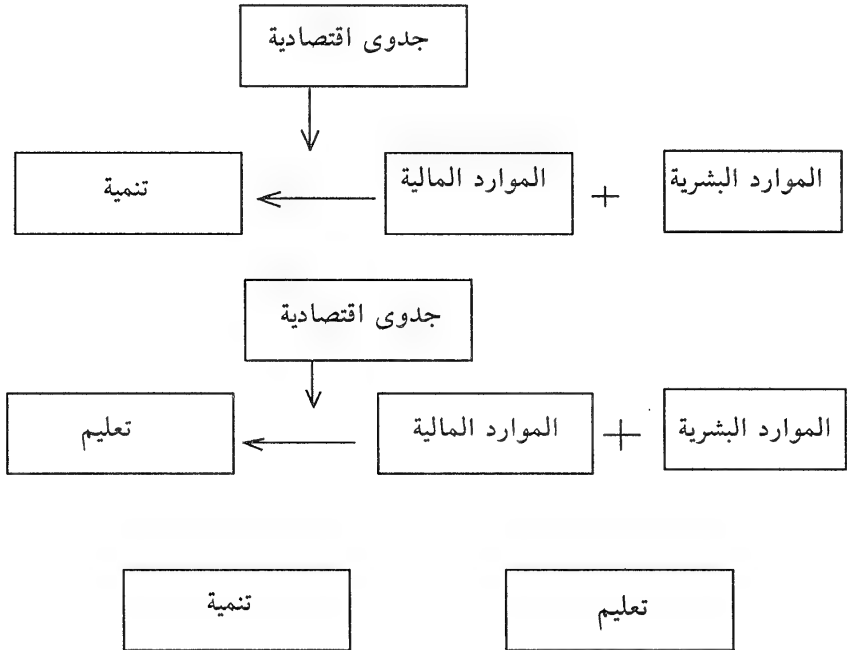 جدوى اقتصادية
الموارد البشرية + الموارد المالية تنمية
جدوى اقتصادية
الموارد البشرية + الموارد المالية تعليم
تعليم تنمية